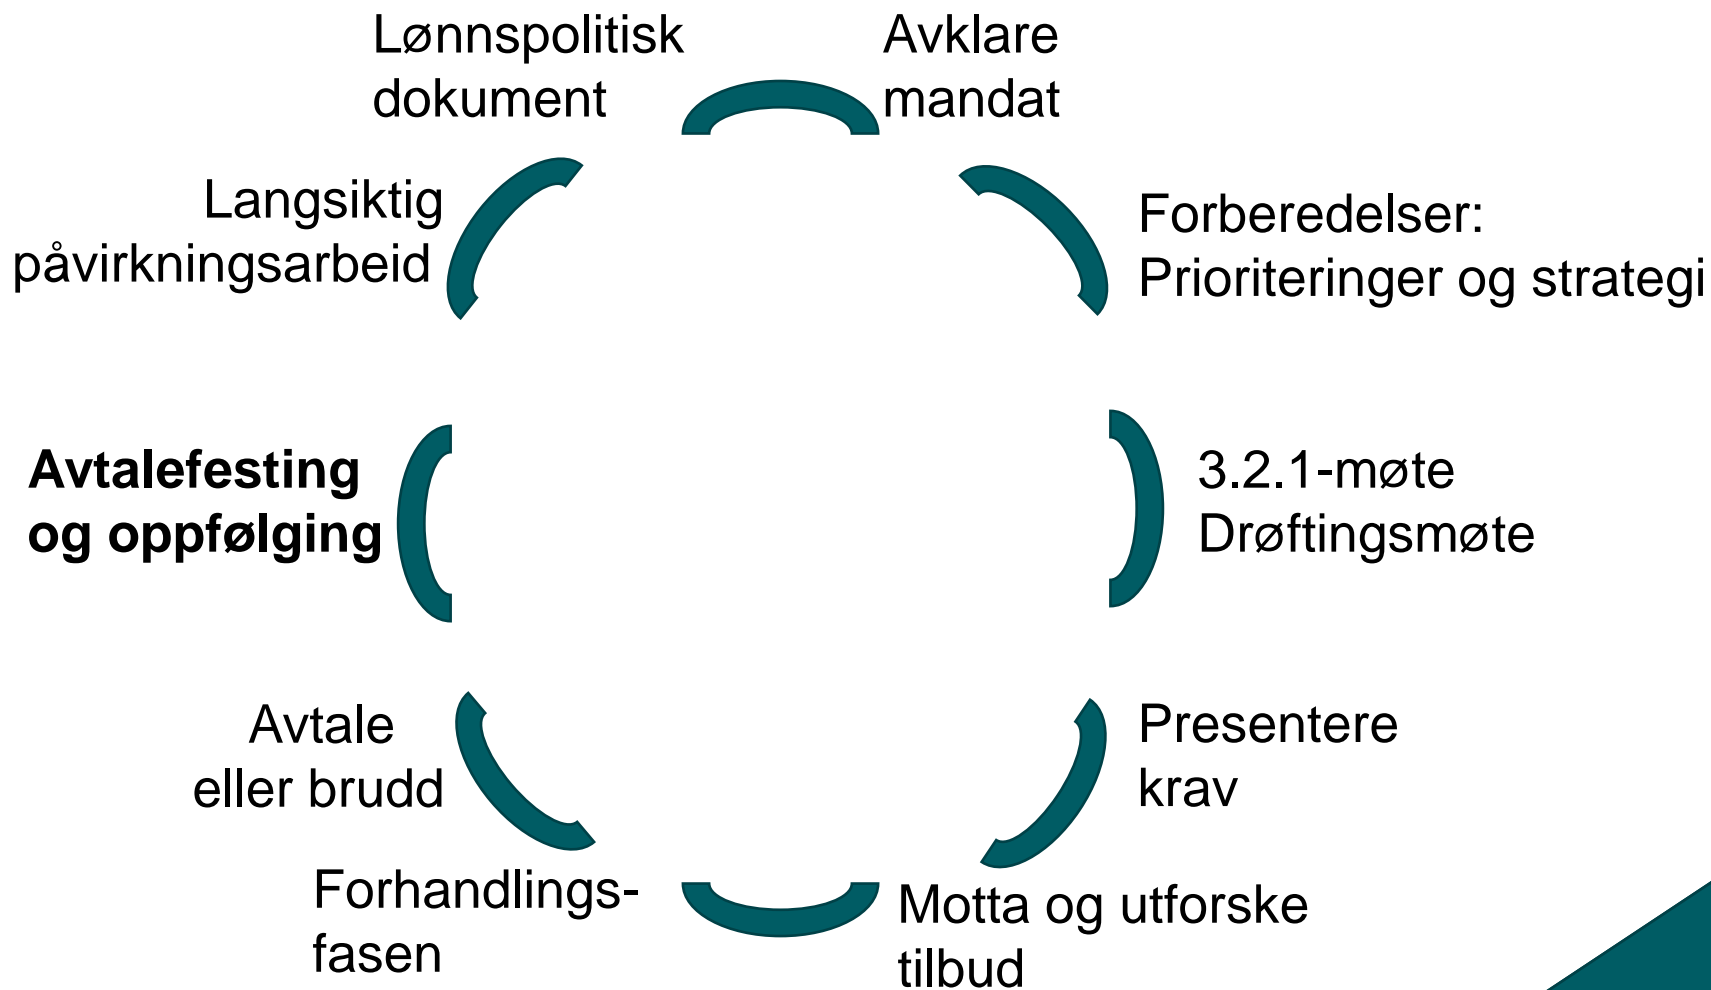 Lønnspolitisk
dokument
Avklare
mandat
Forberedelser:
Prioriteringer og strategi
3.2.1-møte
Drøftingsmøte
Presentere
krav
Motta og utforske
tilbud
Forhandlings-
fasen
Avtale
eller brudd
Avtalefesting
og oppfølging
Langsiktig
påvirkningsarbeid